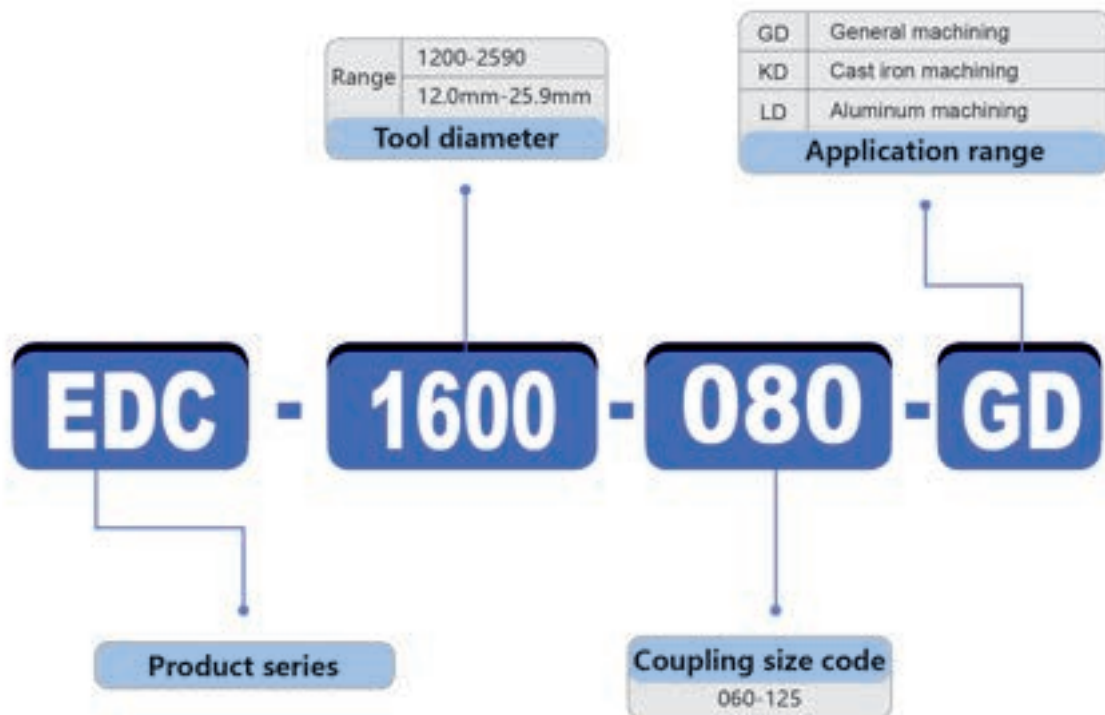 Range
1200-2590
12.0mm-25.9mm
Tool diameter
GD General machining
KD Cast iron machining
LD Aluminum machining
Application range
EDC - 1600 - 080 - GD
Product series
Coupling size code
060-125